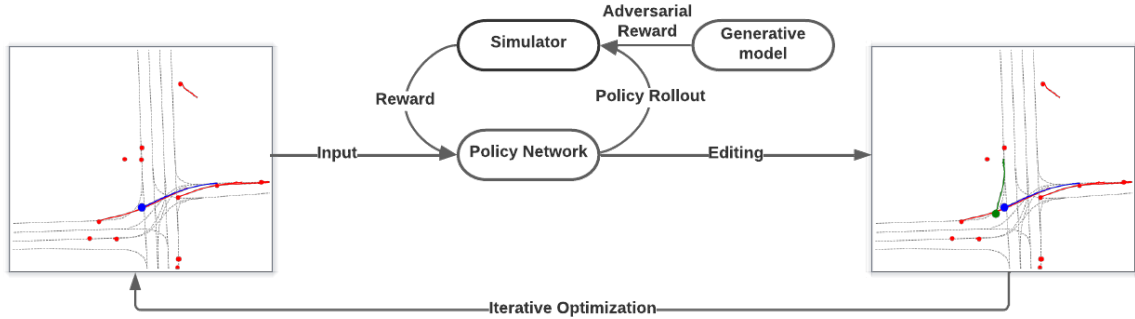 Adversarial
Reward
Simulator
Generative
model
Reward
Policy Rollout
Input
Policy Network
Editing
Iterative Optimization